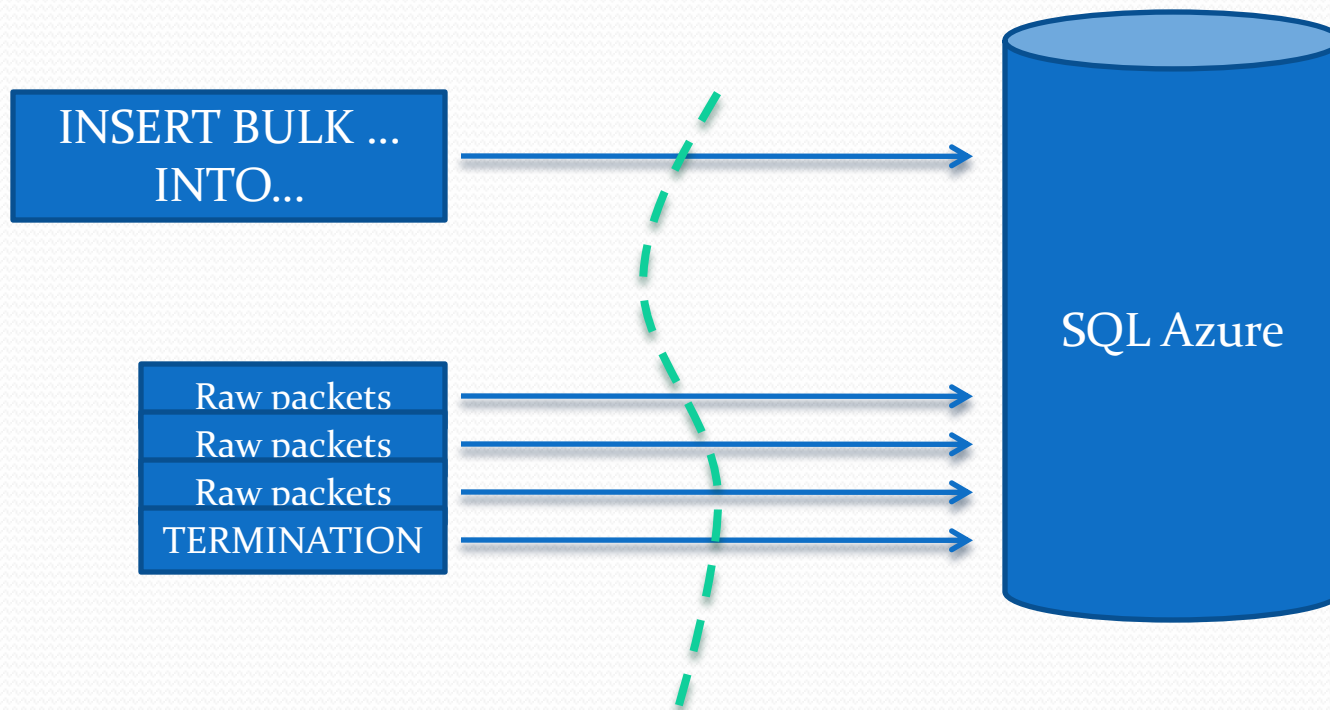 INSERT BULK ...
INTO...
SQL Azure
Raw packets
Raw packets
Raw packets
TERMINATION